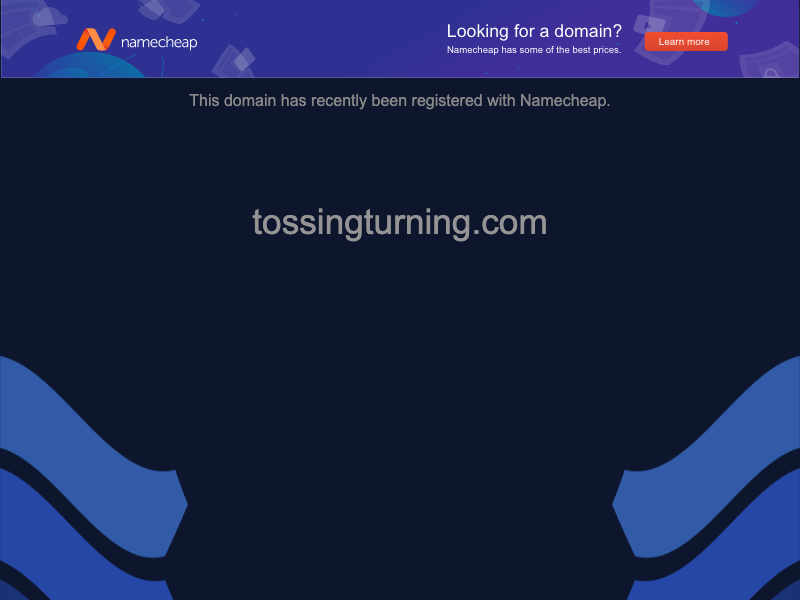 namecheap
Looking for a domain?
Namecheap has some of the best prices.
Learn more
This domain has recently been registered with Namecheap.
tossingturning.com